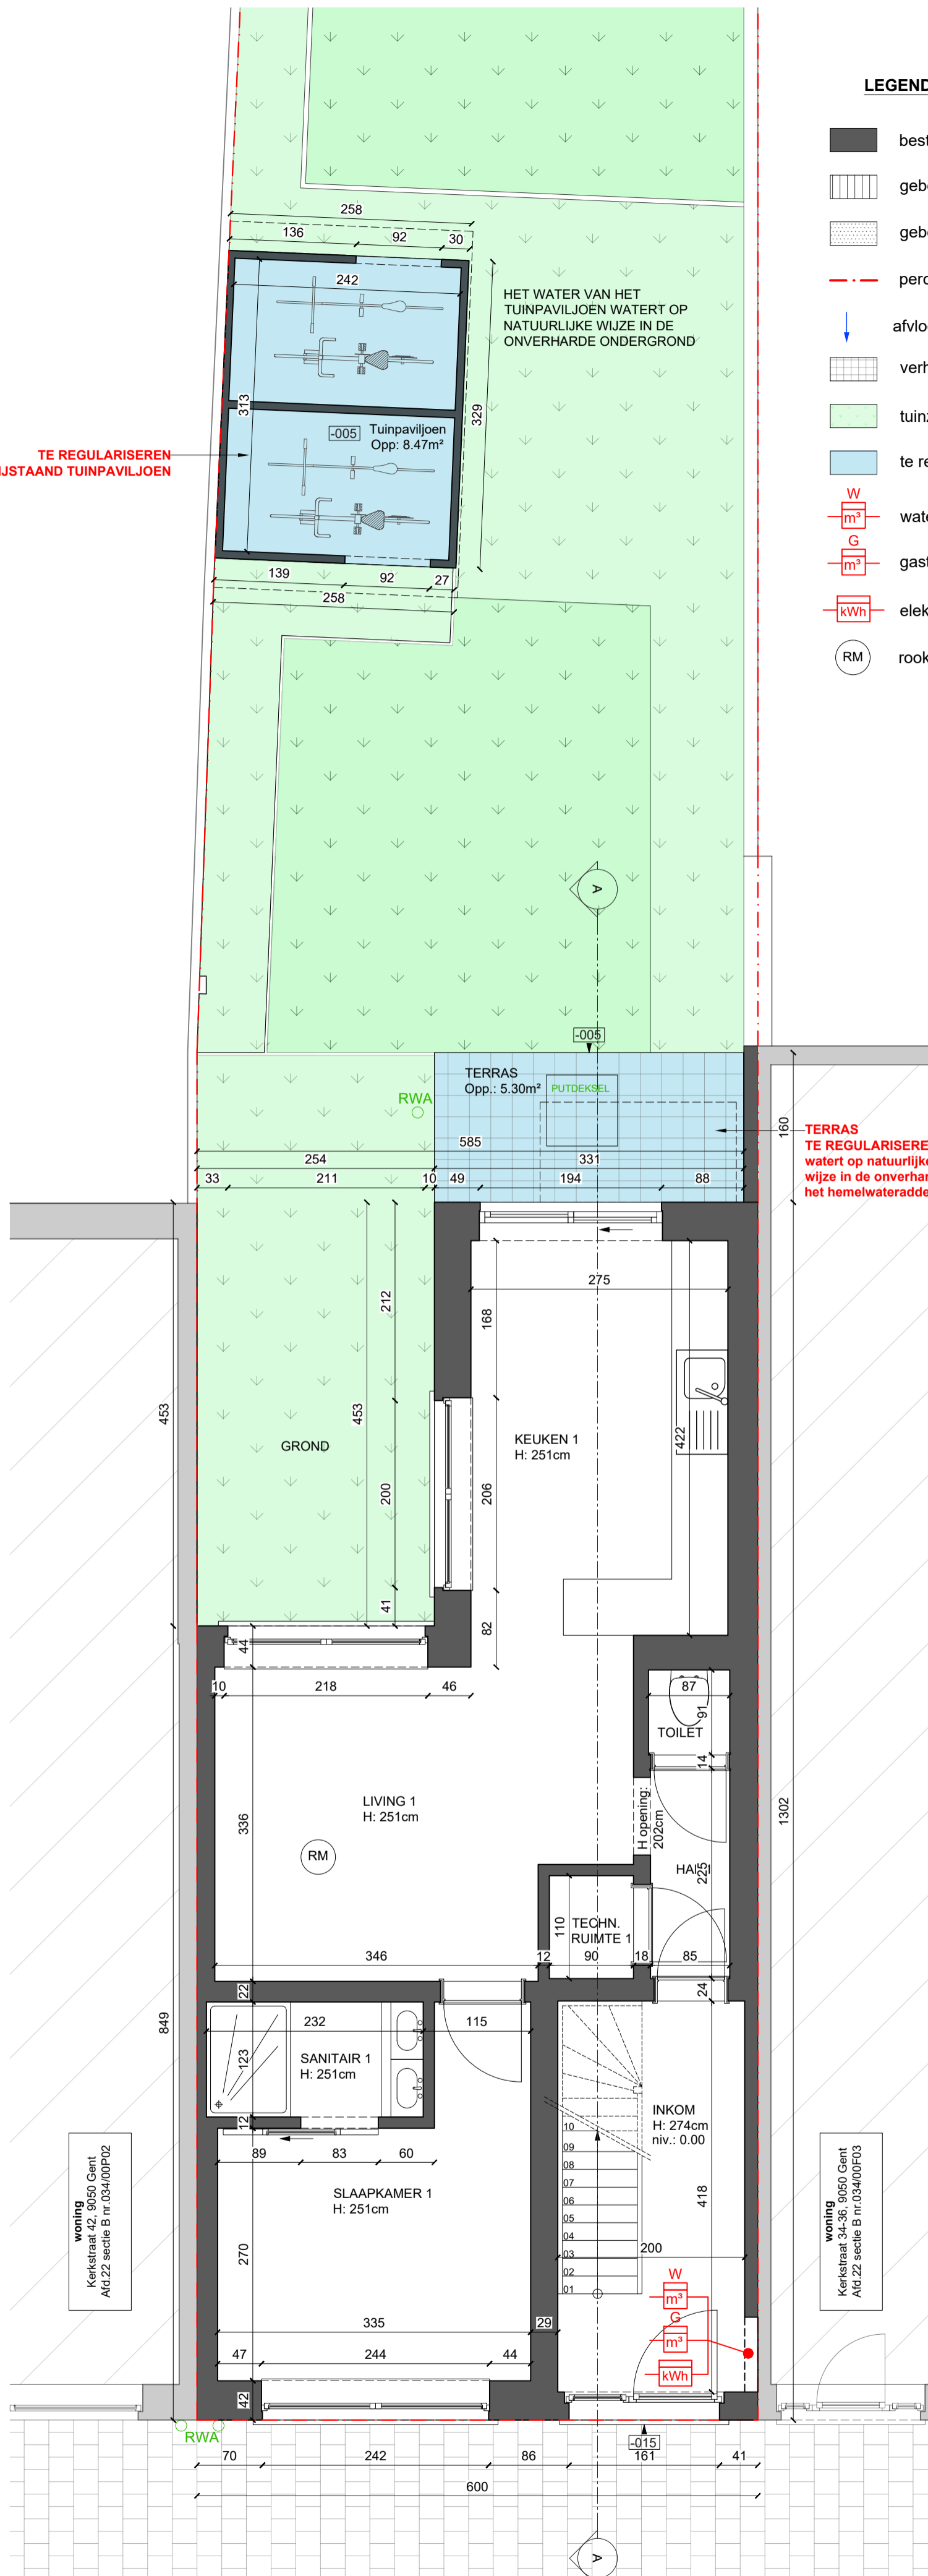 LEGEND
best
gebo
gebo
perc
afvlo
verh
tuinz
te re
W
m³
wate
G
m³
gast
kWh
elek
RM
rook
258
136
92
30
242
313
329
HET WATER VAN HET
TUINPAVILJOEN WATERT OP
NATUURLIJKE WIJZE IN DE
ONVERHARDE ONDERGROND
-005
Tuinpaviljoen
Opp: 8.47m²
TE REGULARISEREN
IJSTAAND TUINPAVILJOEN
139
92
27
258
A
-005
TERRAS
Opp.: 5.30m²
PUTDEKSEL
RWA
585
254
331
33
211
10
49
194
88
160
TERRAS
TE REGULARISERE
watert op natuurlijke
wijze in de onverhar
het hemelwateradde
275
212
168
453
453
422
KEUKEN 1
H: 251cm
GROND
200
206
41
82
44
10
218
46
87
91
TOILET
14
LIVING 1
H: 251cm
RM
336
H opening:
202cm
HAL 1
225
1302
110
TECHN.
RUIMTE 1
346
12
90
18
85
22
24
849
232
115
123
SANITAIR 1
H: 251cm
12
INKOM
H: 274cm
niv.: 0.00
89
83
60
SLAAPKAMER 1
H: 251cm
10
09
08
07
06
05
04
03
02
01
418
200
270
woning
Kerkstraat 42, 9050 Gent
Afd.22 sectie B nr.034/00P02
woning
Kerkstraat 34-36, 9050 Gent
Afd.22 sectie B nr.034/00F03
W
m³
G
m³
kWh
335
29
47
244
44
42
RWA
-015
70
242
86
161
41
600
A